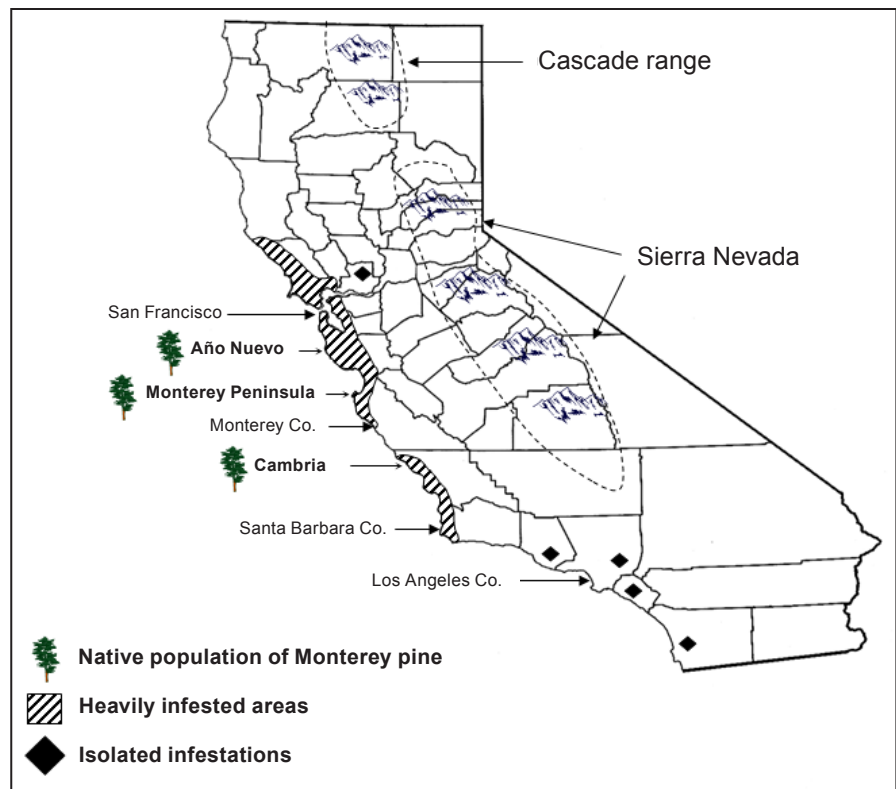 Cascade range
Sierra Nevada
San Francisco
Año Nuevo
Monterey Peninsula
Monterey Co.
Cambria
Santa Barbara Co.
Los Angeles Co.
Native population of Monterey pine
Heavily infested areas
Isolated infestations